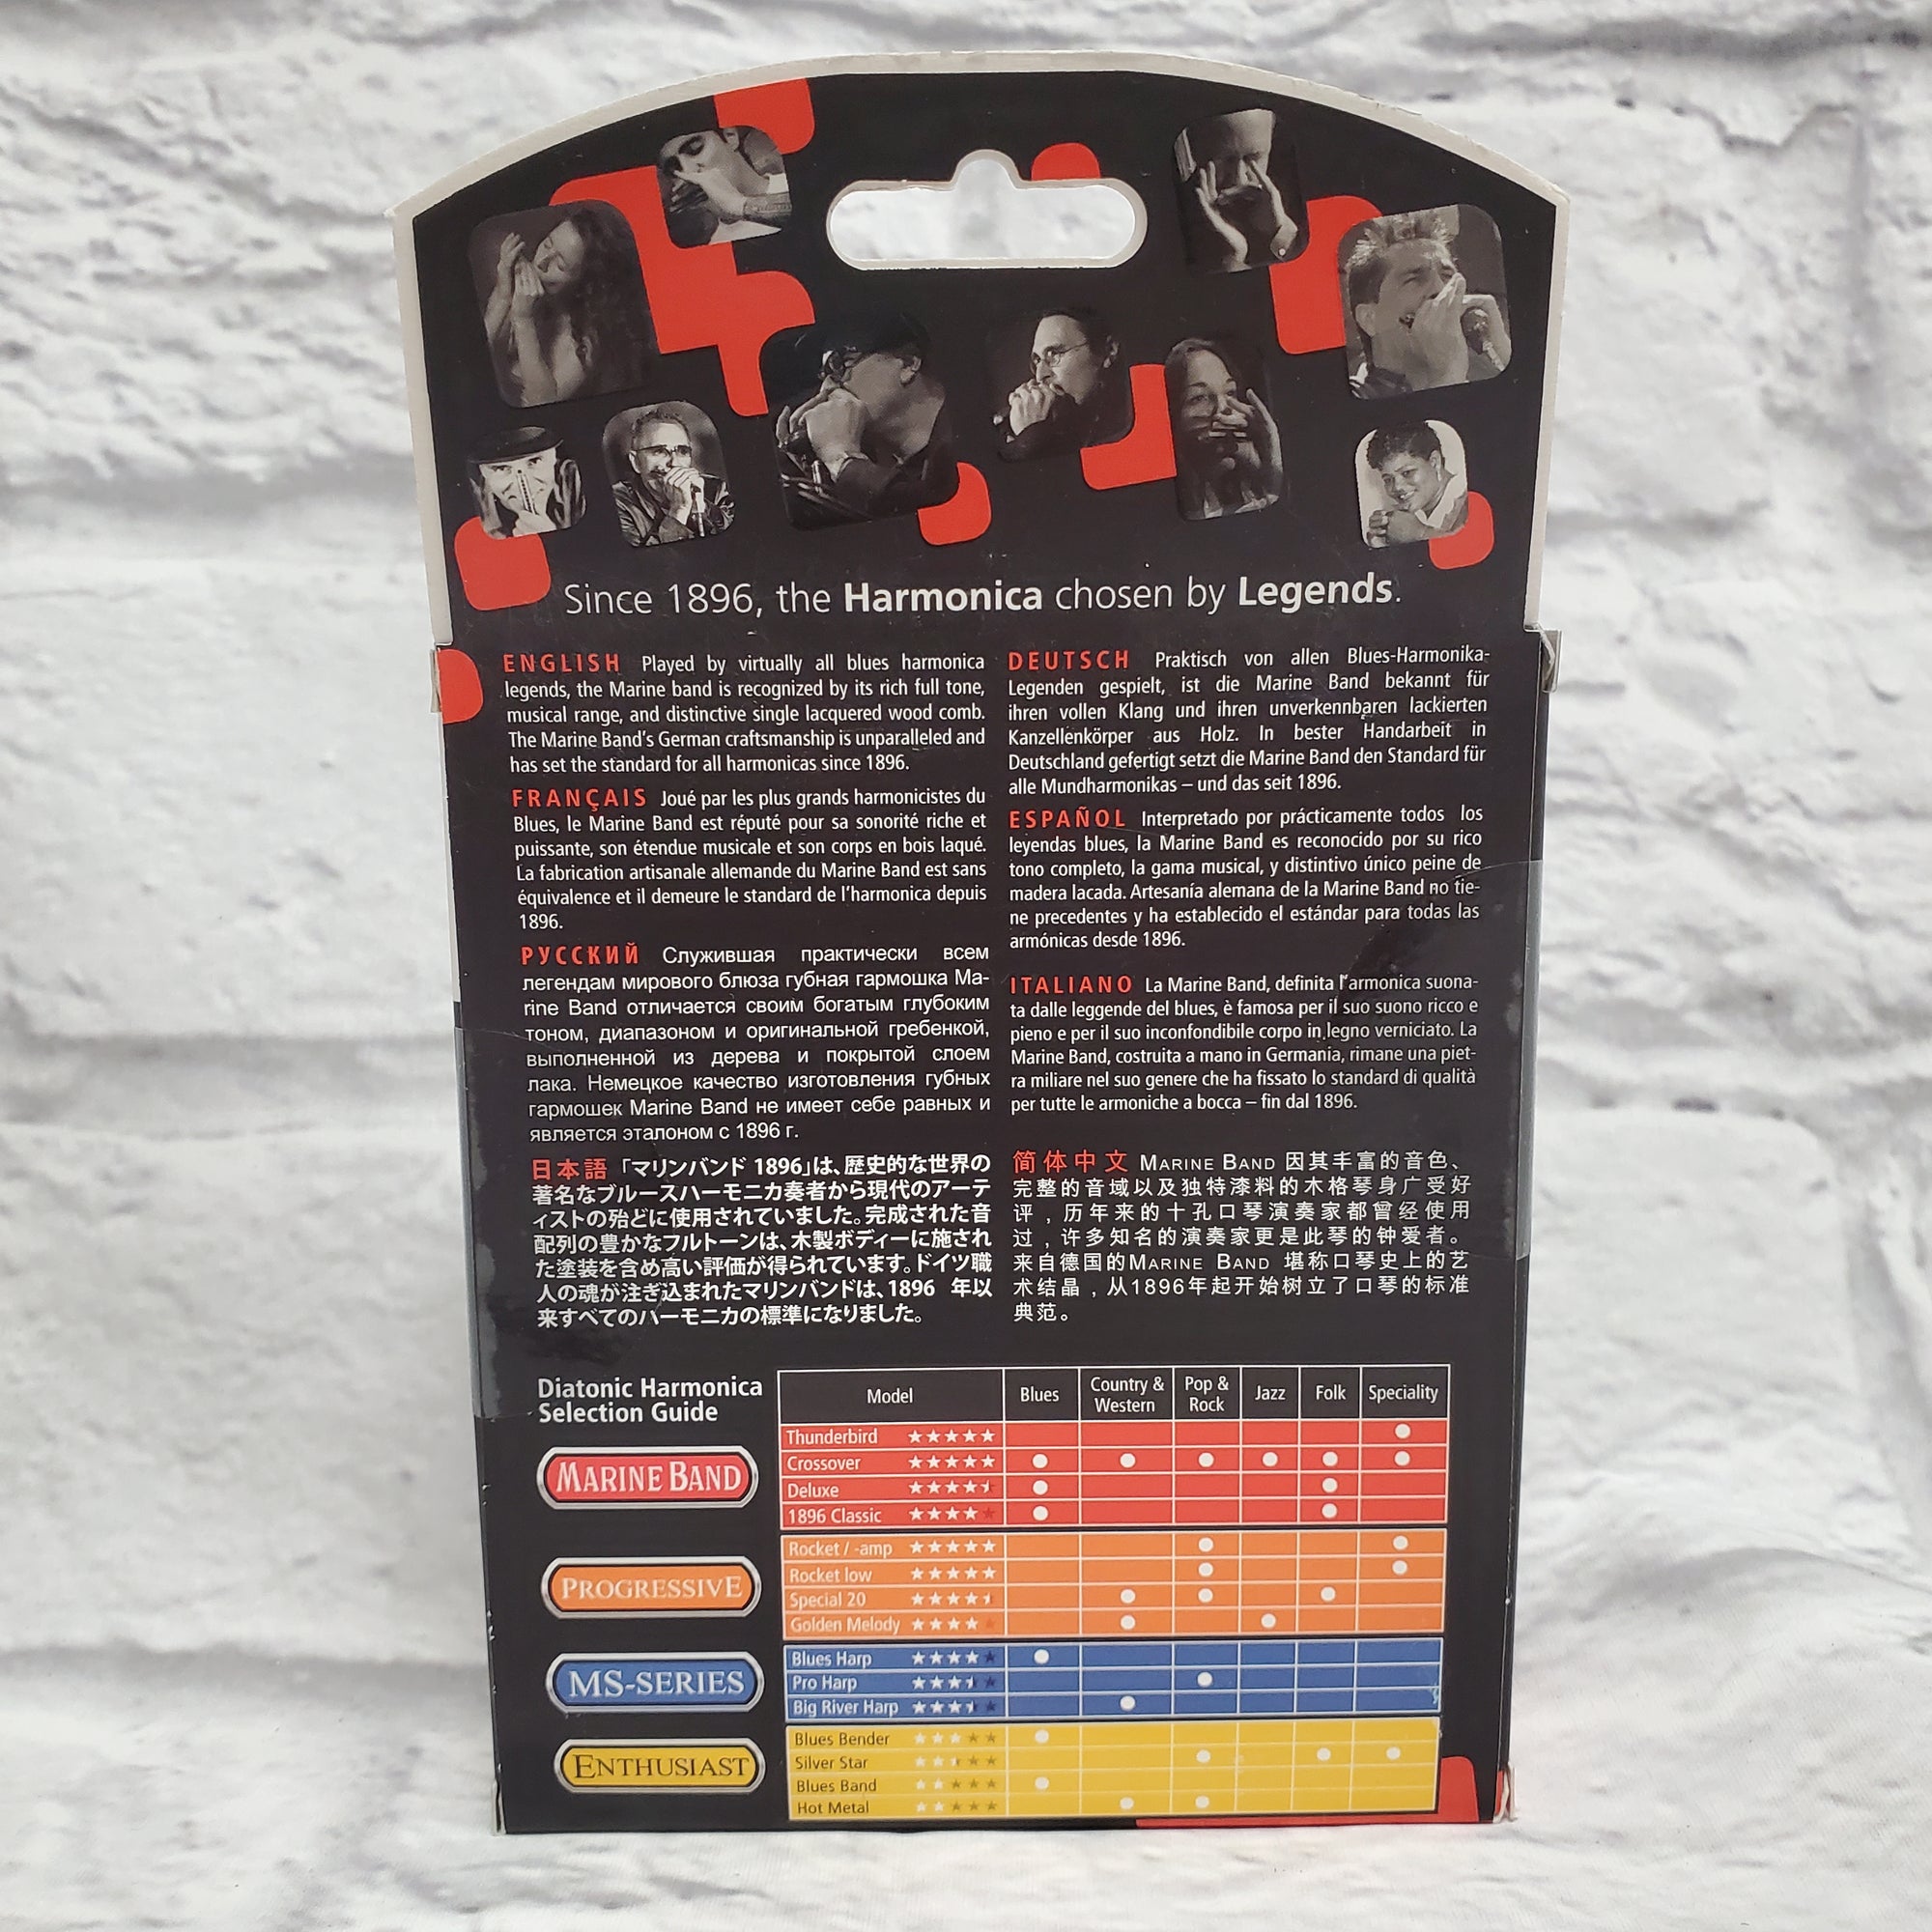 Since 1896, the Harmonica chosen by Legends.
ENGLISH Played by virtually all blues harmonica
legends, the Marine band is recognized by its rich full tone,
musical range, and distinctive single lacquered wood comb.
The Marine Band's German craftsmanship is unparalleled and
has set the standard for all harmonicas since 1896.
FRANÇAIS Joué par les plus grands harmonicistes du
Blues, le Marine Band est réputé pour sa sonorité riche et
puissante, son étendue musicale et son corps en bois laqué.
La fabrication artisanale allemande du Marine Band est sans
équivalence et il demeure le standard de l'harmonica depuis
1896.
РУССКИЙ Служившая практически всем
легендам мирового блюза губная гармошка Ma-
rine Band отличается своим богатым глубоким
тоном, диапазоном и оригинальной гребенкой,
выполненной из дерева и покрытой слоем
лака. Немецкое качество изготовления губных
гармошек Marine Band не имеет себе равных и
является эталоном с 1896 г.
日本語 「マリンバンド 1896」は、歴史的な世界の
著名なブルースハーモニカ奏者から現代のアーテ
ィストの殆どに使用されていました。完成された音
配列の豊かなフルトーンは、木製ボディーに施され
た塗装を含め高い評価が得られています。ドイツ職
人の魂が注ぎ込まれたマリンバンドは、1896 年以
来すべてのハーモニカの標準になりました。
DEUTSCH Praktisch von allen Blues-Harmonika-
Legenden gespielt, ist die Marine Band bekannt für
ihren vollen Klang und ihren unverkennbaren lackierten
Kanzellenkörper aus Holz. In bester Handarbeit in
Deutschland gefertigt setzt die Marine Band den Standard für
alle Mundharmonikas – und das seit 1896.
ESPAÑOL Interpretado por prácticamente todos los
leyendas blues, la Marine Band es reconocido por su rico
tono completo, la gama musical, y distintivo único peine de
madera lacada. Artesanía alemana de la Marine Band no tie-
ne precedentes y ha establecido el estándar para todas las
armónicas desde 1896.
ITALIANO La Marine Band, definita l'armonica suona-
ta dalle leggende del blues, è famosa per il suo suono ricco e
pieno e per il suo inconfondibile corpo in legno verniciato. La
Marine Band, costruita a mano in Germania, rimane una piet-
ra miliare nel suo genere che ha fissato lo standard di qualità
per tutte le armoniche a bocca – fin dal 1896.
简体中文 MARINE BAND 因其丰富的音色、
完整的音域以及独特漆料的木格琴身广受好
评，历年来的十孔口琴演奏家都曾经使用
过，许多知名的演奏家更是此琴的钟爱者。
来自德国的MARINE BAND 堪称口琴史上的艺
术结晶，从1896年起开始树立了口琴的标准
典范。
Diatonic Harmonica
Selection Guide
Model Blues Country & Western Pop & Rock Jazz Folk Speciality
MARINE BAND
Thunderbird
Crossover
Deluxe
1896 Classic
PROGRESSIVE
Rocket / -amp
Rocket low
Special 20
Golden Melody
MS-SERIES
Blues Harp
Pro Harp
Big River Harp
ENTHUSIAST
Blues Bender
Silver Star
Blues Band
Hot Metal